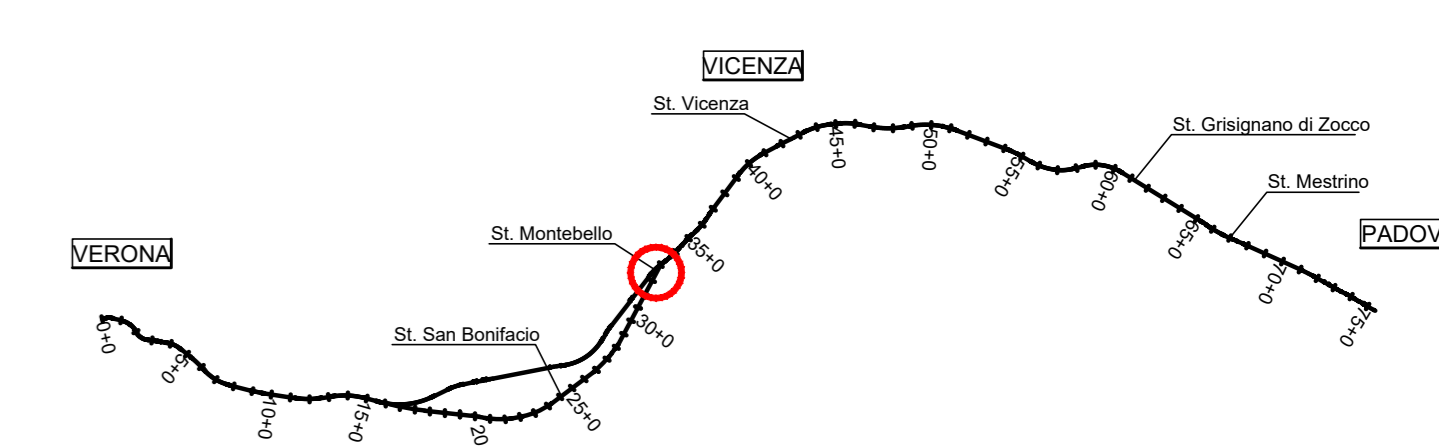 VICENZA
St. Vicenza
St. Grisignano di Zocco
St. Mestrino
St. Montebello
VERONA
PADOV
St. San Bonifacio
0+0
5+0
10+0
15+0
20
25+0
30+0
35+0
40+0
45+0
50+0
55+0
60+0
65+0
70+0
75+0